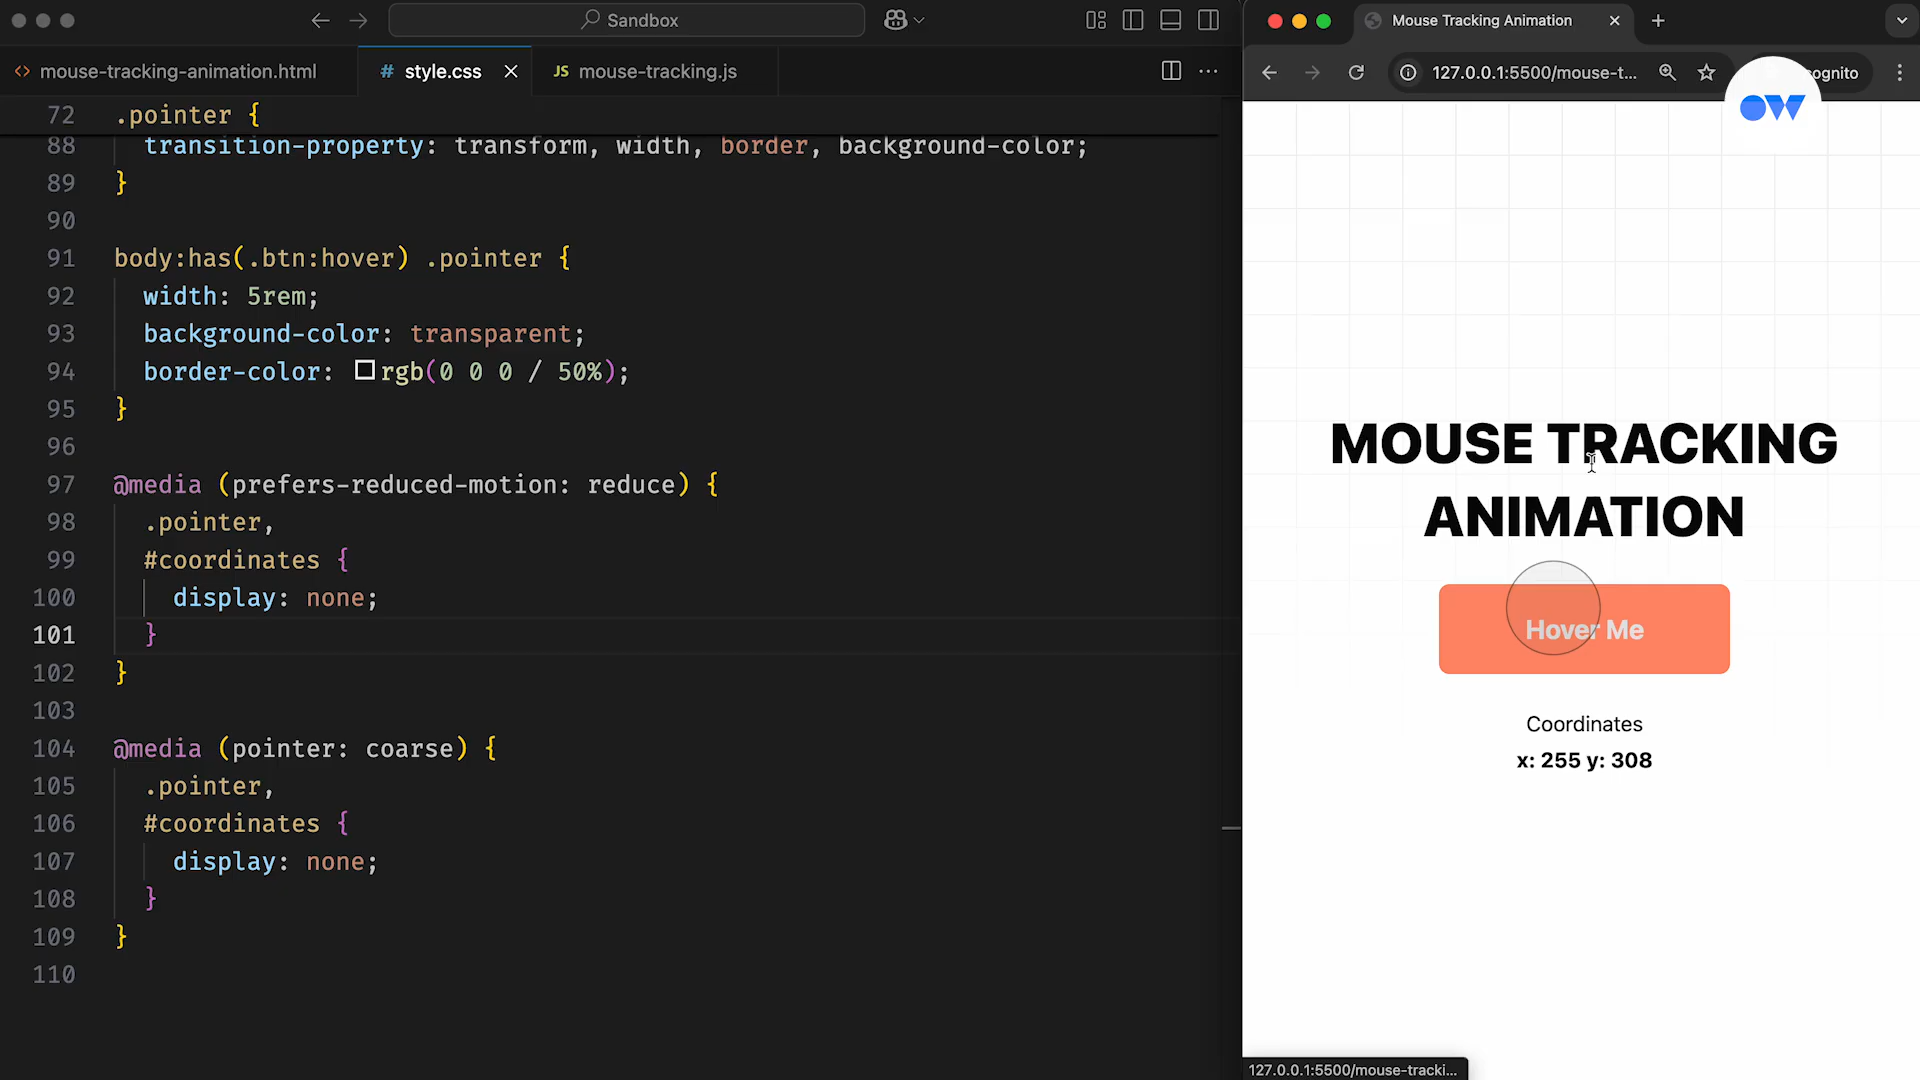 Sandbox
mouse-tracking-animation.html
# style.css
JS mouse-tracking.js
72 .pointer {
88 transition-property: transform, width, border, background-color;
89 }
90
91 body:has(.btn:hover) .pointer {
92 width: 5rem;
93 background-color: transparent;
94 border-color: rgb(0 0 0 / 50%);
95 }
96
97 @media (prefers-reduced-motion: reduce) {
98 .pointer,
99 #coordinates {
100 display: none;
101 }
102 }
103
104 @media (pointer: coarse) {
105 .pointer,
106 #coordinates {
107 display: none;
108 }
109 }
110
Mouse Tracking Animation
127.0.0.1:5500/mouse-t...
ognito
OW
MOUSE TRACKING
ANIMATION
Hover Me
Coordinates
x: 255 y: 308
127.0.0.1:5500/mouse-tracki...